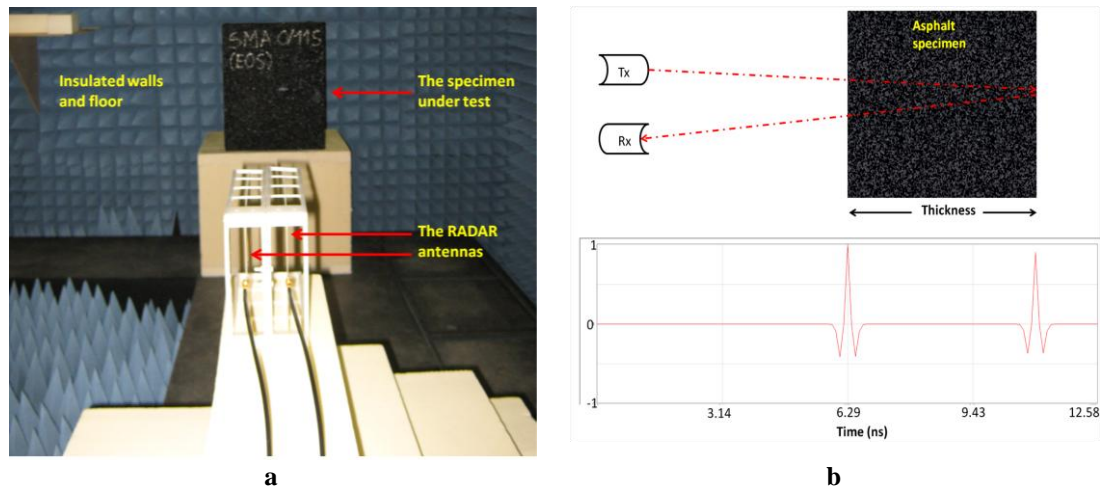 SMA 0/11S
(EOS)
Insulated walls
and floor
The specimen
under test
The RADAR
antennas
a
Asphalt
specimen
Tx
Rx
Thickness
1
0
-1
3.14 6.29 9.43 12.58
Time (ns)
b